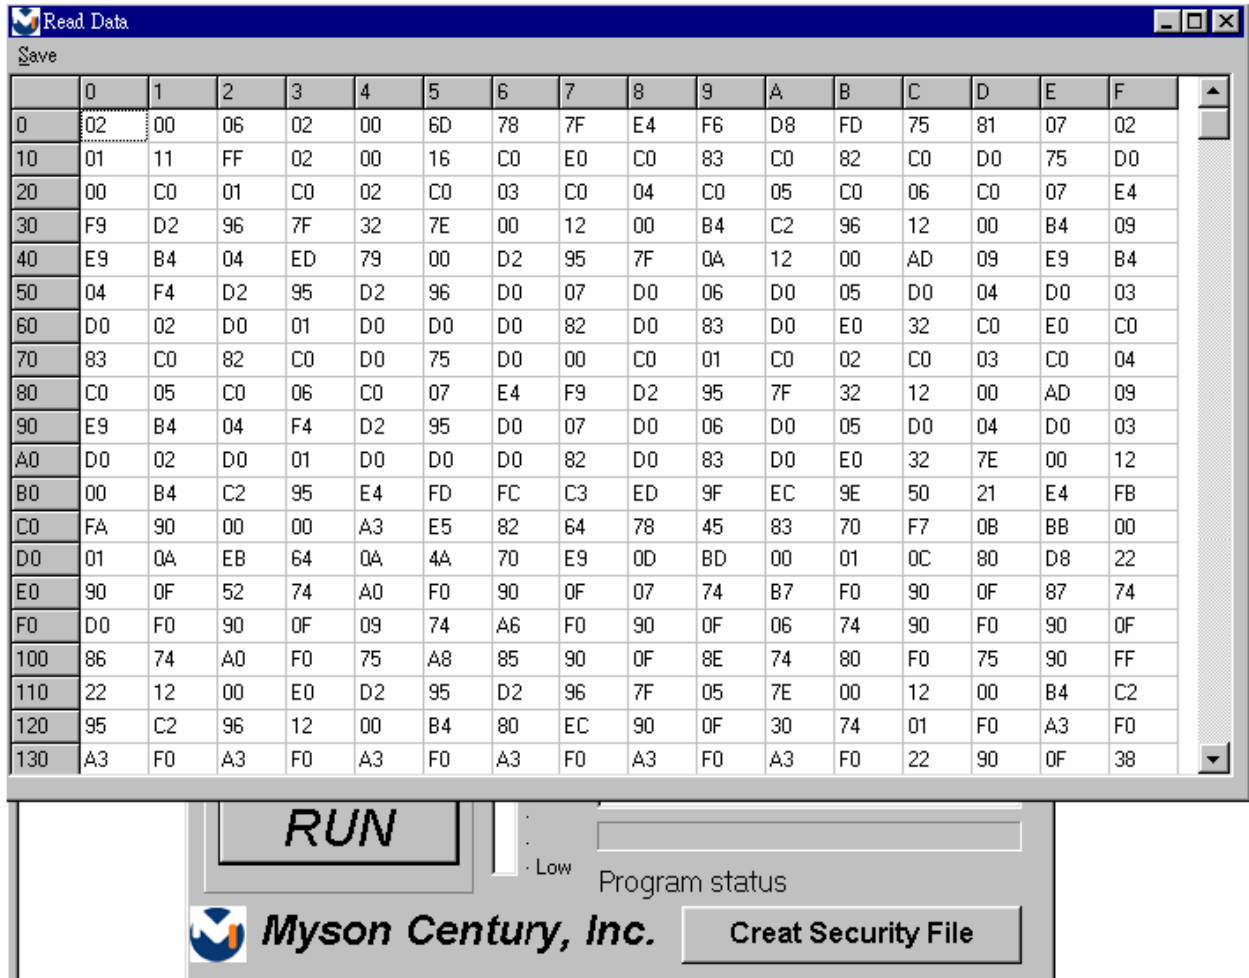 Read Data
Save
0 1 2 3 4 5 6 7 8 9 A B C D E F
0 02 00 06 02 00 6D 78 7F E4 F6 D8 FD 75 81 07 02
10 01 11 FF 02 00 16 C0 E0 C0 83 C0 82 C0 D0 75 D0
20 00 C0 01 C0 02 C0 03 C0 04 C0 05 C0 06 C0 07 E4
30 F9 D2 96 7F 32 7E 00 12 00 B4 C2 96 12 00 B4 09
40 E9 B4 04 ED 79 00 D2 95 7F 0A 12 00 AD 09 E9 B4
50 04 F4 D2 95 D2 96 D0 07 D0 06 D0 05 D0 04 D0 03
60 D0 02 D0 01 D0 D0 D0 82 D0 83 D0 E0 32 C0 E0 C0
70 83 C0 82 C0 D0 75 D0 00 C0 01 C0 02 C0 03 C0 04
80 C0 05 C0 06 C0 07 E4 F9 D2 95 7F 32 12 00 AD 09
90 E9 B4 04 F4 D2 95 D0 07 D0 06 D0 05 D0 04 D0 03
A0 D0 02 D0 01 D0 D0 D0 82 D0 83 D0 E0 32 7E 00 12
B0 00 B4 C2 95 E4 FD FC C3 ED 9F EC 9E 50 21 E4 FB
C0 FA 90 00 00 A3 E5 82 64 78 45 83 70 F7 0B BB 00
D0 01 0A EB 64 0A 4A 70 E9 0D BD 00 01 0C 80 D8 22
E0 90 0F 52 74 A0 F0 90 0F 07 74 B7 F0 90 0F 87 74
F0 D0 F0 90 0F 09 74 A6 F0 90 0F 06 74 90 F0 90 0F
100 86 74 A0 F0 75 A8 85 90 0F 8E 74 80 F0 75 90 FF
110 22 12 00 E0 D2 95 D2 96 7F 05 7E 00 12 00 B4 C2
120 95 C2 96 12 00 B4 80 EC 90 0F 30 74 01 F0 A3 F0
130 A3 F0 A3 F0 A3 F0 A3 F0 A3 F0 A3 F0 22 90 0F 38
RUN
· Low
Program status
Myson Century, Inc.
Creat Security File